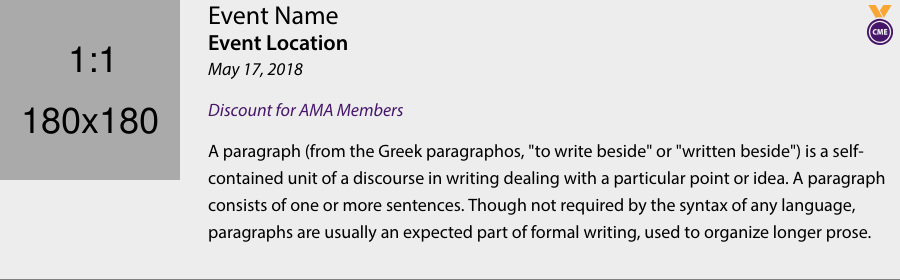 1:1
180x180
Event Name
Event Location
May 17, 2018
CME
Discount for AMA Members
A paragraph (from the Greek paragraphos, "to write beside" or "written beside") is a self-
contained unit of a discourse in writing dealing with a particular point or idea. A paragraph
consists of one or more sentences. Though not required by the syntax of any language,
paragraphs are usually an expected part of formal writing, used to organize longer prose.